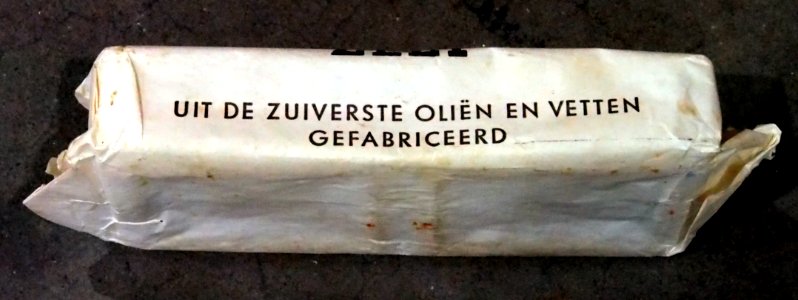 UIT DE ZUIVERSTE OLIËN EN VETTEN
GEFABRICEERD